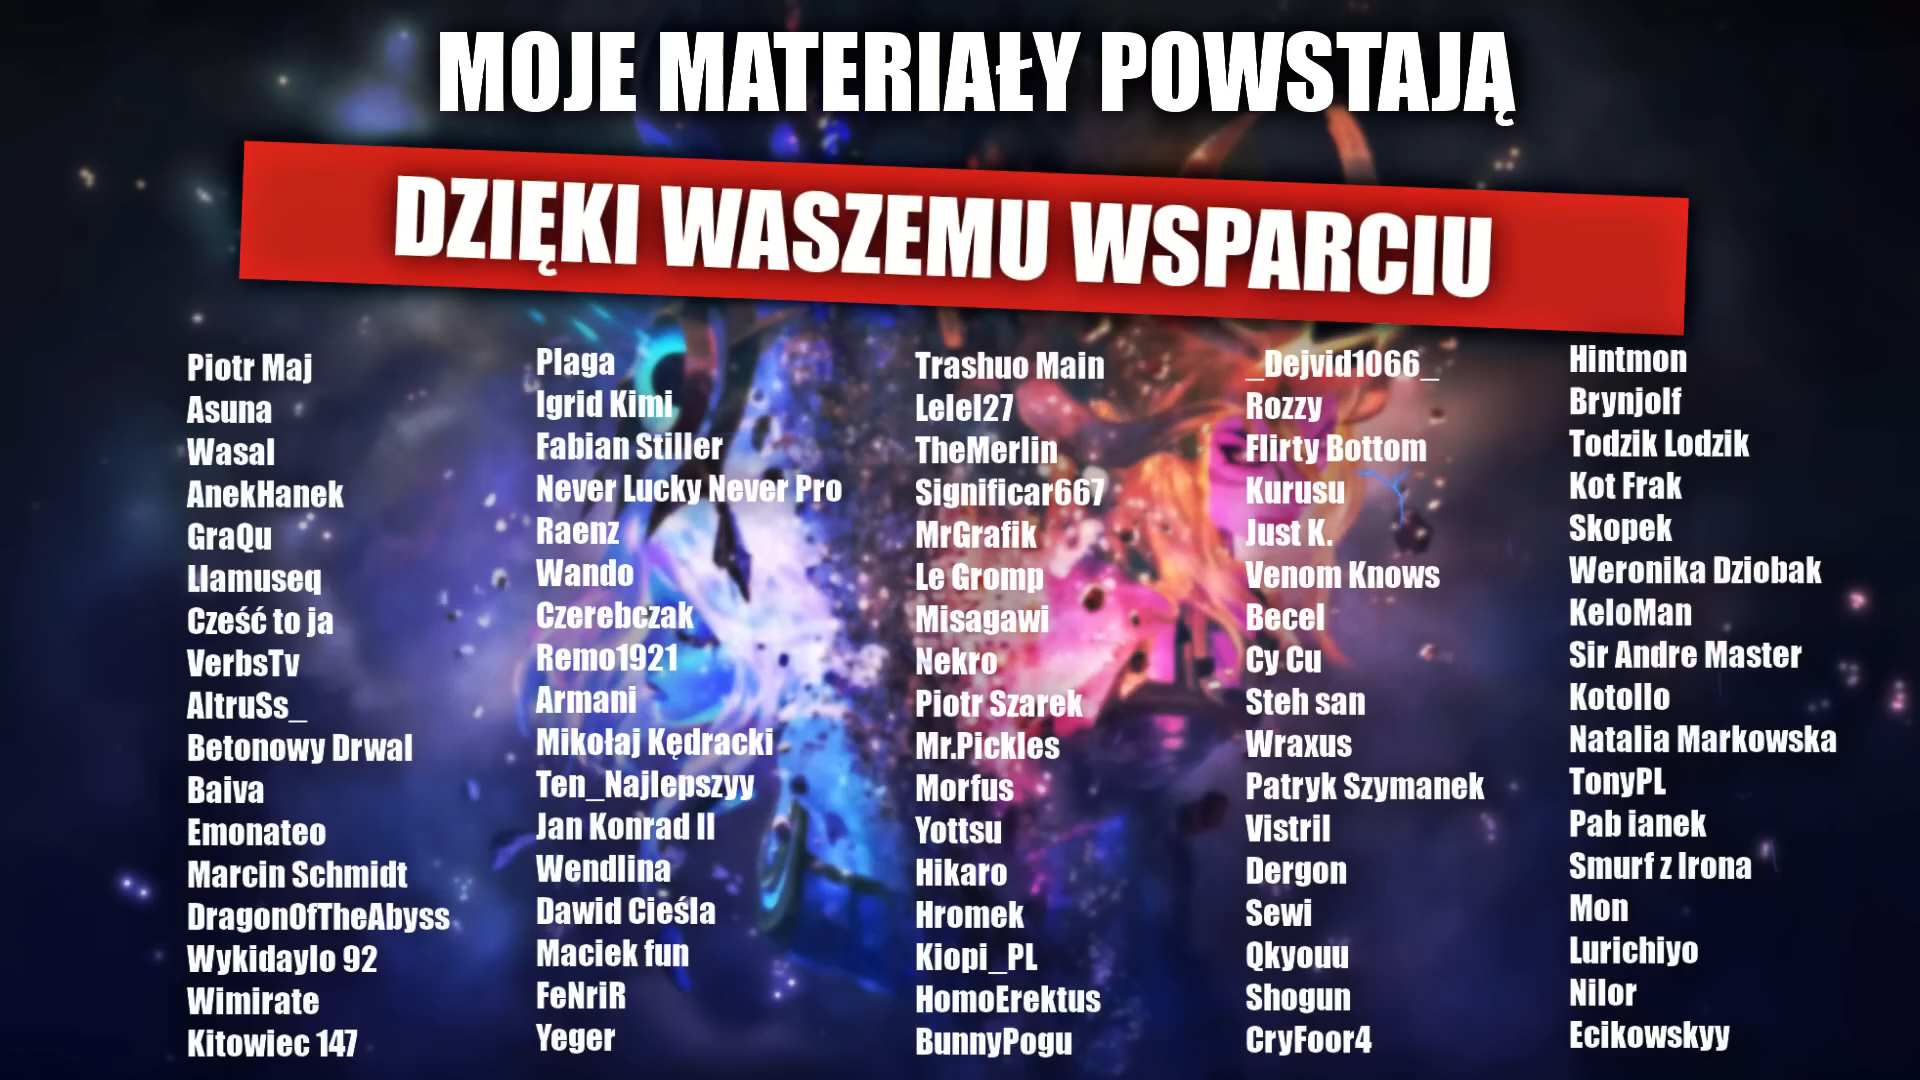 MOJE MATERIAŁY POWSTAJĄ
DZIĘKI WASZEMU WSPARCIU
Piotr Maj
Asuna
Wasal
AnekHanek
GraQu
Llamuseq
Cześć to ja
VerbsTv
AltruSs_
Betonowy Drwal
Baiva
Emonateo
Marcin Schmidt
DragonOfTheAbyss
Wykidaylo 92
Wimirate
Kitowiec 147
Plaga
Igrid Kimi
Fabian Stiller
Never Lucky Never Pro
Raenz
Wando
Czerebczak
Remo1921
Armani
Mikołaj Kędracki
Ten_Najlepszyy
Jan Konrad II
Wendlina
Dawid Cieśla
Maciek fun
FeNriR
Yeger
Trashuo Main
Lelel27
TheMerlin
Significar667
MrGrafik
Le Gromp
Misagawi
Nekro
Piotr Szarek
Mr.Pickles
Morfus
Yottsu
Hikaro
Hromek
Kiopi_PL
HomoErektus
BunnyPogu
_Dejvid1066_
Rozzy
Flirty Bottom
Kurusu
Just K.
Venom Knows
Becel
Cy Cu
Steh san
Wraxus
Patryk Szymanek
Vistril
Dergon
Sewi
Qkyouu
Shogun
CryFoor4
Hintmon
Brynjolf
Todzik Lodzik
Kot Frak
Skopek
Weronika Dziobak
KeloMan
Sir Andre Master
Kotollo
Natalia Markowska
TonyPL
Pab ianek
Smurf z Irona
Mon
Lurichiyo
Nilor
Ecikowskyy